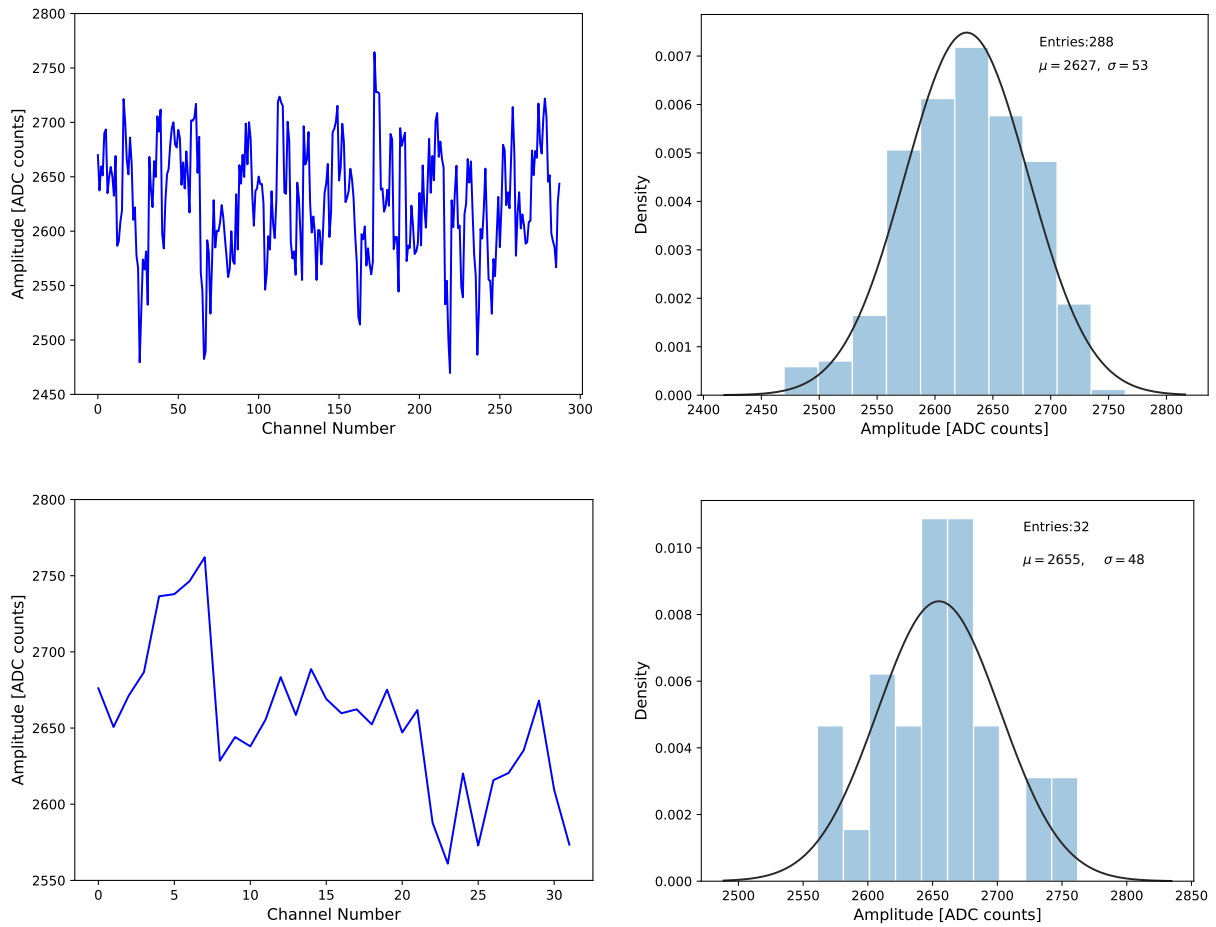 2800
2750
2700
2650
2600
2550
2500
2450
Amplitude [ADC counts]
0 50 100 150 200 250 300
Channel Number
Entries:288
μ = 2627, σ = 53
0.007
0.006
0.005
0.004
0.003
0.002
0.001
0.000
Density
2400 2450 2500 2550 2600 2650 2700 2750 2800
Amplitude [ADC counts]
2800
2750
2700
2650
2600
2550
Amplitude [ADC counts]
0 5 10 15 20 25 30
Channel Number
Entries:32
μ = 2655, σ = 48
0.010
0.008
0.006
0.004
0.002
0.000
Density
2500 2550 2600 2650 2700 2750 2800 2850
Amplitude [ADC counts]